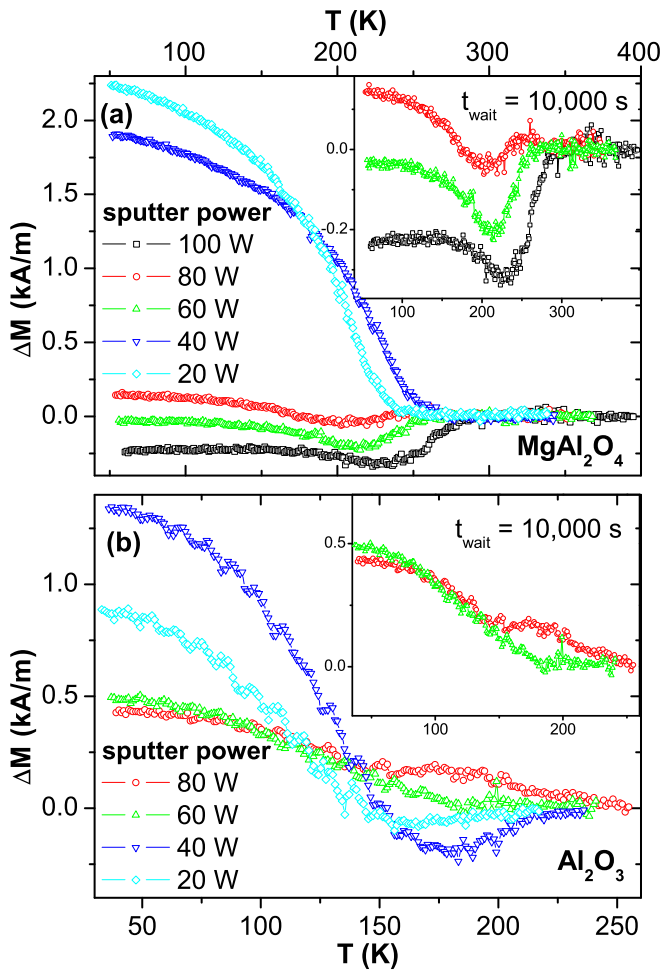 T (K)
100 200 300 400
(a)
t_wait = 10,000 s
2.0
1.5
1.0
0.5
0.0
ΔM (kA/m)
sputter power
100 W
80 W
60 W
40 W
20 W
0.0
-0.2
100 200 300
MgAl₂O₄
(b)
t_wait = 10,000 s
1.0
0.5
0.0
ΔM (kA/m)
sputter power
80 W
60 W
40 W
20 W
0.5
0.0
100 200
Al₂O₃
50 100 150 200 250
T (K)